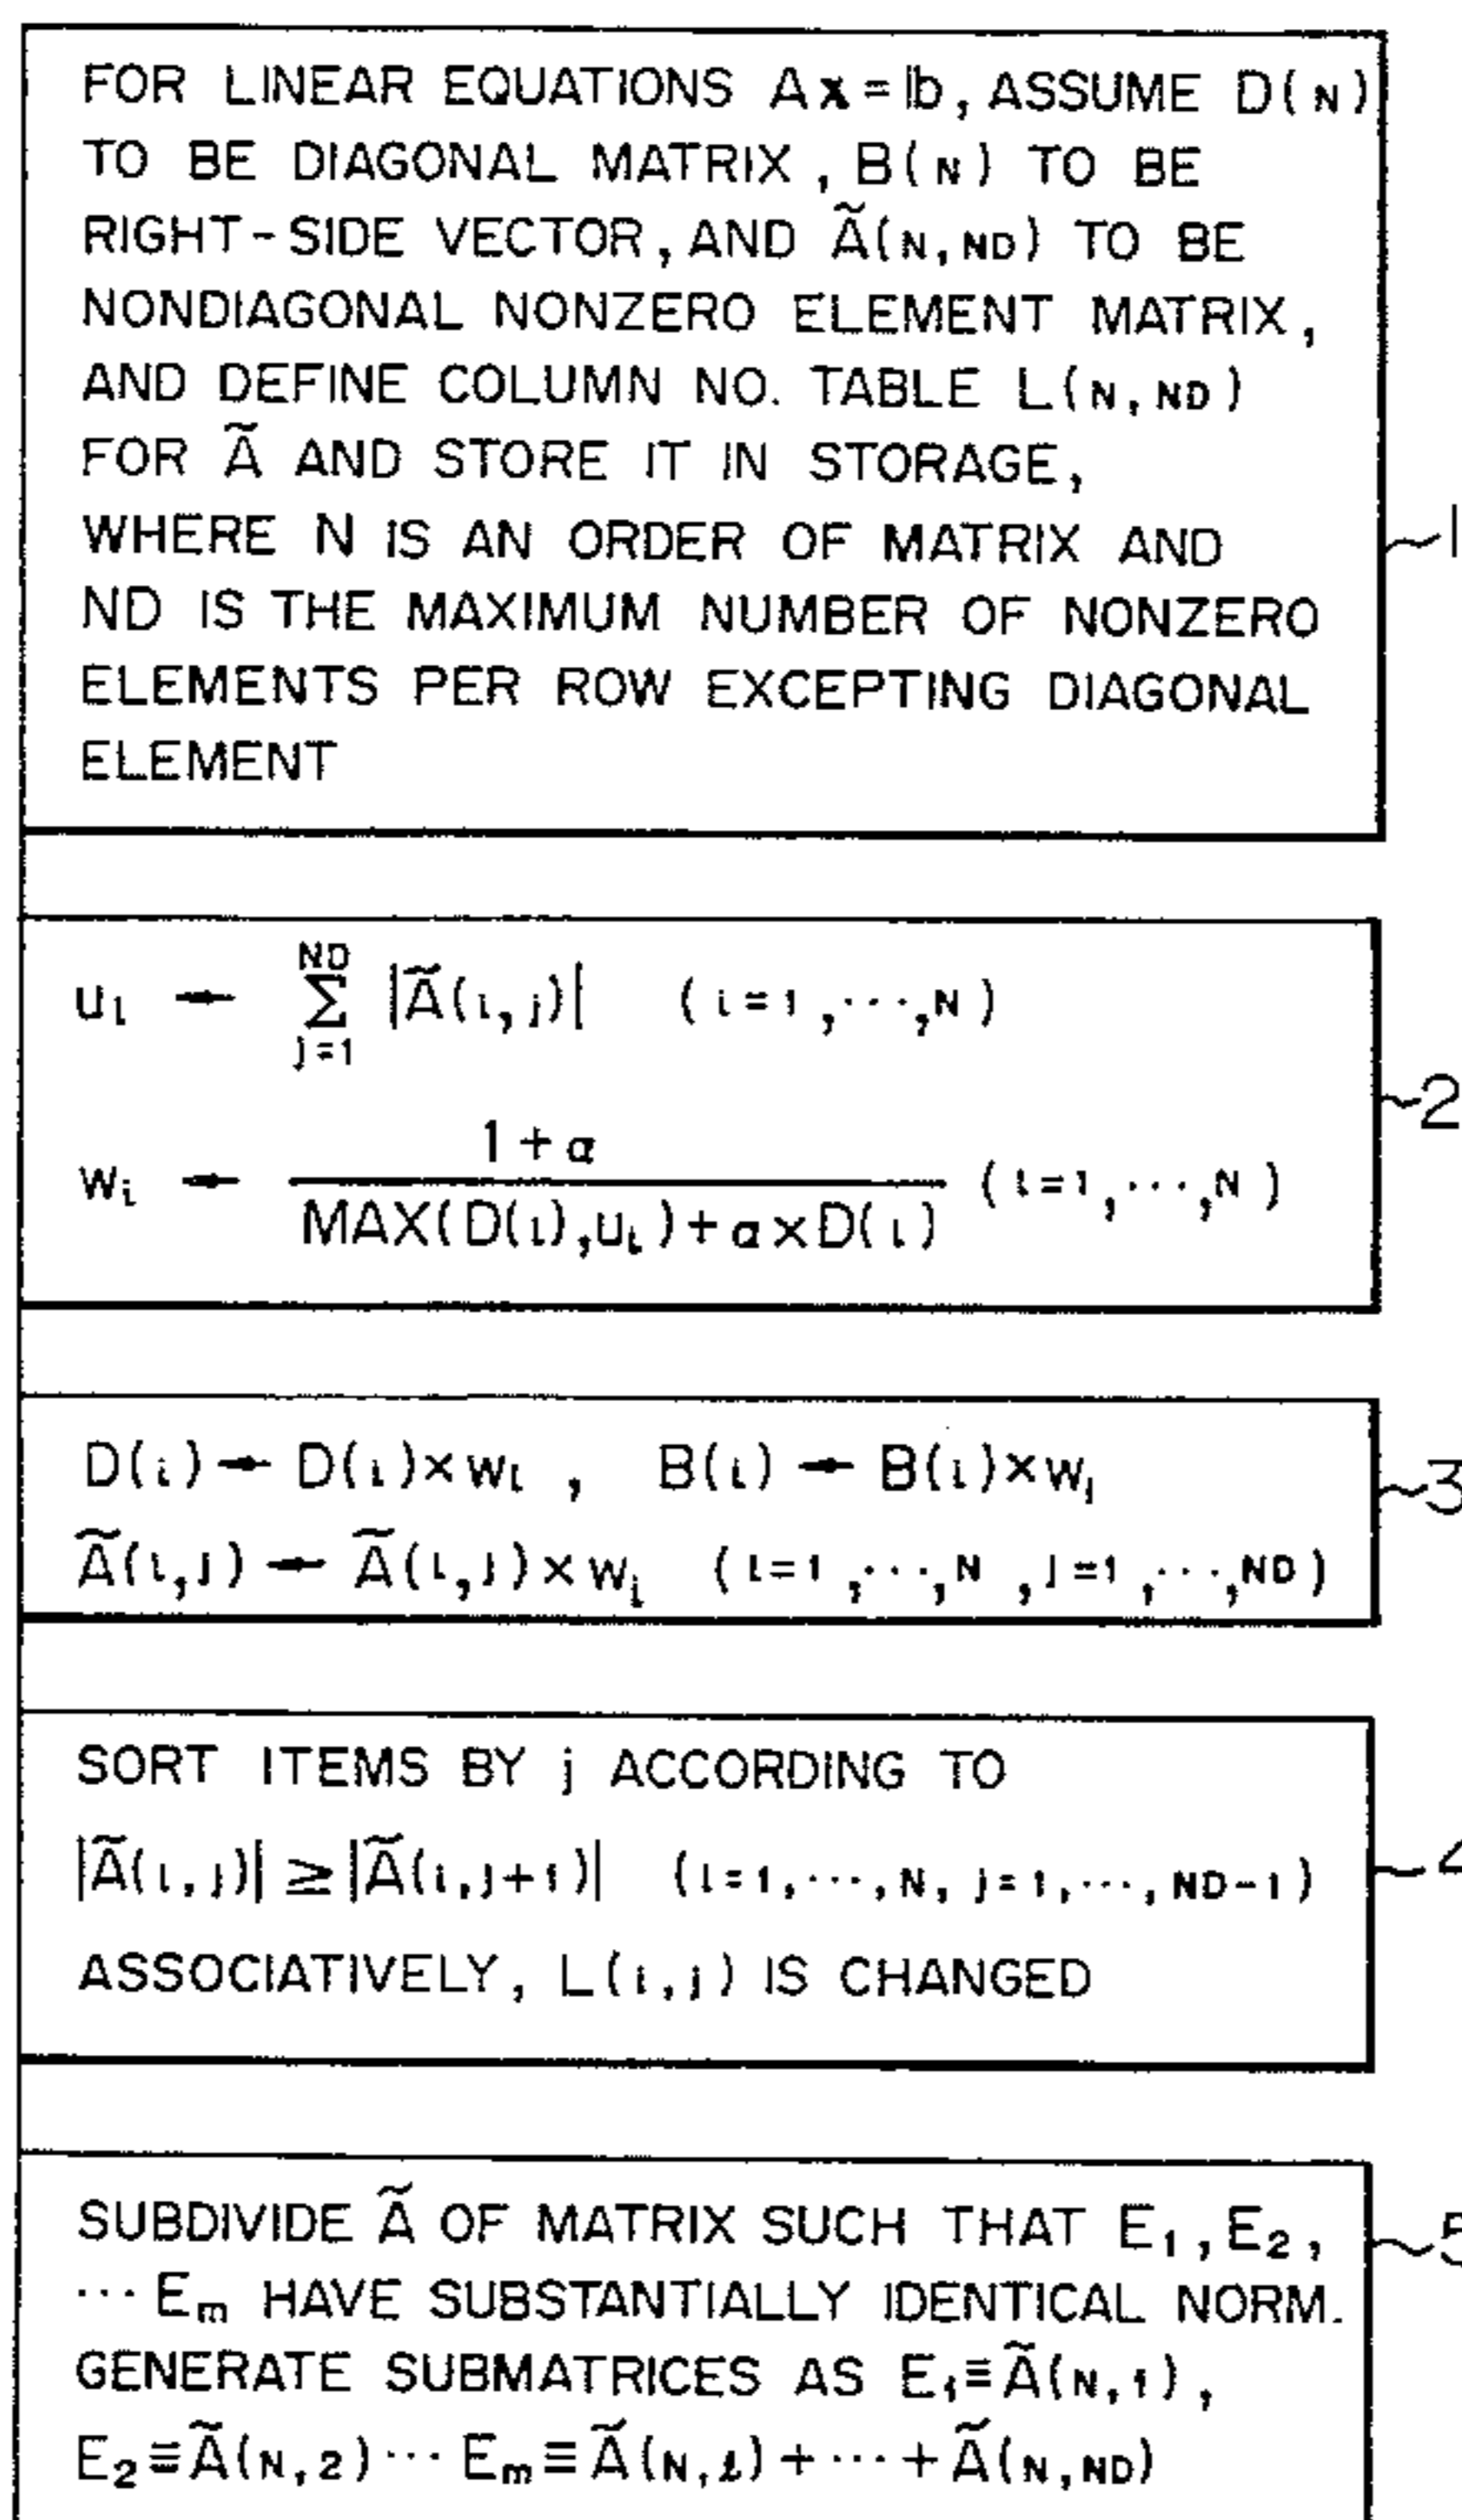 FOR LINEAR EQUATIONS Ax=b, ASSUME D(N)
TO BE DIAGONAL MATRIX, B(N) TO BE
RIGHT-SIDE VECTOR, AND Ã(N,ND) TO BE
NONDIAGONAL NONZERO ELEMENT MATRIX,
AND DEFINE COLUMN NO. TABLE L(N,ND)
FOR Ã AND STORE IT IN STORAGE,
WHERE N IS AN ORDER OF MATRIX AND
ND IS THE MAXIMUM NUMBER OF NONZERO
ELEMENTS PER ROW EXCEPTING DIAGONAL
ELEMENT
1
u_i ← Σ_{j=1}^{ND} |Ã(i,j)| (i=1,···,N)
w_i ← (1+α)/(MAX(D(i),u_i)+α×D(i)) (i=1,···,N)
2
D(i)←D(i)×w_i, B(i)←B(i)×w_i
Ã(i,j)←Ã(i,j)×w_i (i=1,···,N,j=1,···,ND)
3
SORT ITEMS BY j ACCORDING TO
|Ã(i,j)|≥|Ã(i,j+1)| (i=1,···,N, j=1,···,ND-1)
ASSOCIATIVELY, L(i,j) IS CHANGED
4
SUBDIVIDE Ã OF MATRIX SUCH THAT E₁,E₂,
···Eₘ HAVE SUBSTANTIALLY IDENTICAL NORM.
GENERATE SUBMATRICES AS E₁≡Ã(N,1),
E₂≡Ã(N,2)···Eₘ≡Ã(N,ℓ)+···+Ã(N,ND)
5